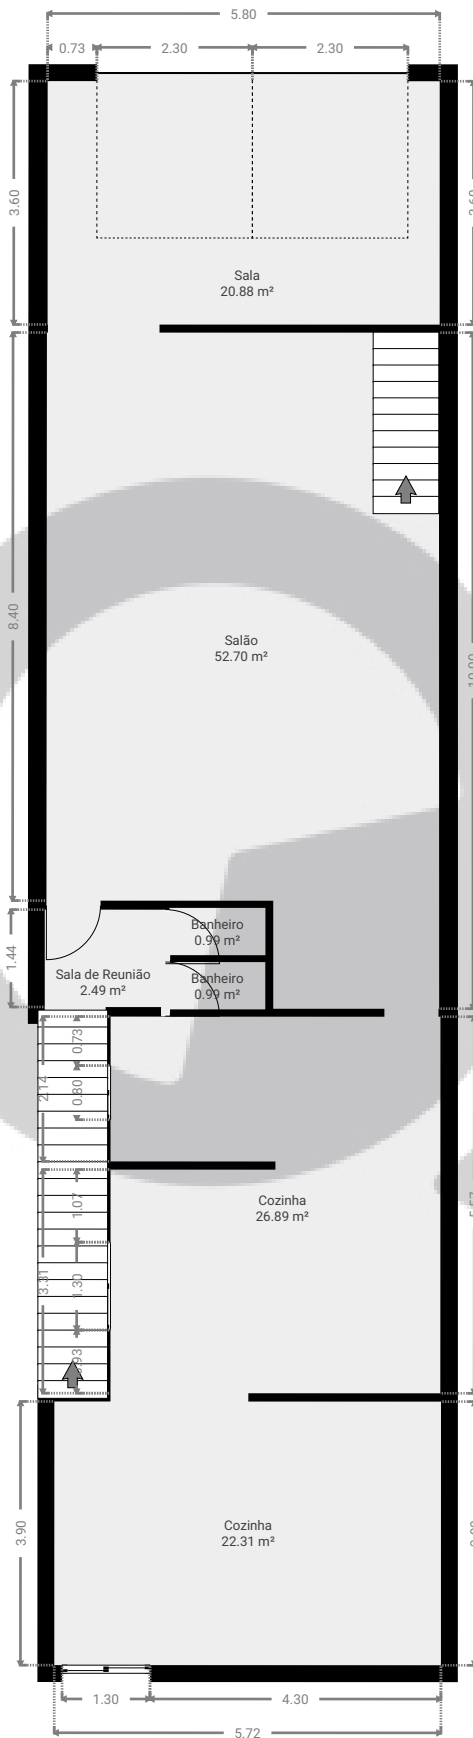 5.80
0.73
2.30
2.30
3.60
Sala
20.88 m²
8.40
Salão
52.70 m²
Banheiro
0.99 m²
1.44
Sala de Reunião
2.49 m²
Banheiro
0.99 m²
0.73
2.14
0.80
1.07
Cozinha
26.89 m²
3.31
1.30
3.90
Cozinha
22.31 m²
1.30
4.30
5.72